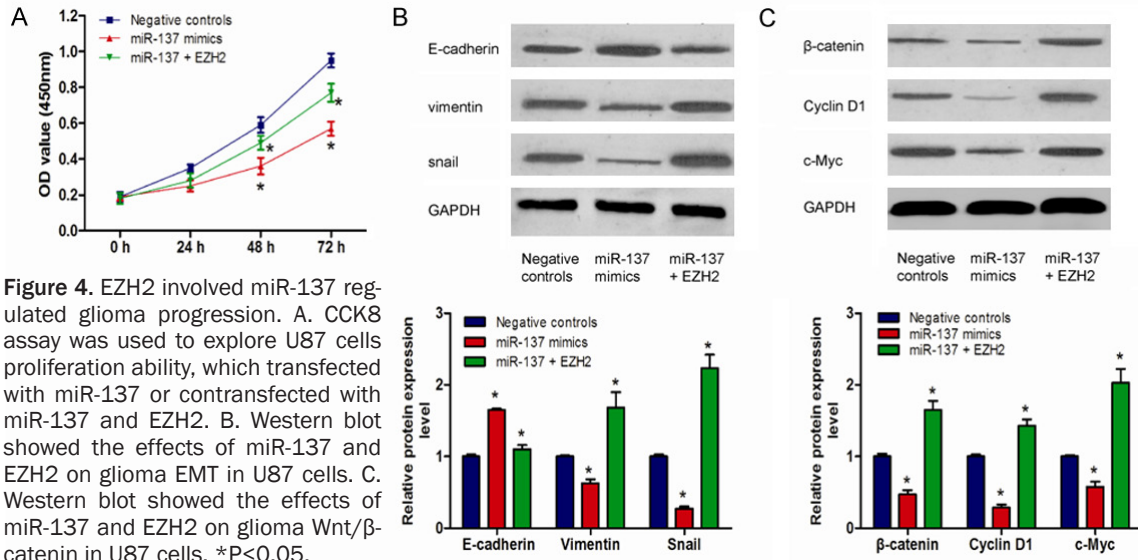 A
OD value (450nm)
1.2
1.0
0.8
0.6
0.4
0.2
0.0
Negative controls
miR-137 mimics
miR-137 + EZH2
*
*
*
*
0 h 24 h 48 h 72 h
Figure 4. EZH2 involved miR-137 reg-
ulated glioma progression. A. CCK8
assay was used to explore U87 cells
proliferation ability, which transfected
with miR-137 or contransfected with
miR-137 and EZH2. B. Western blot
showed the effects of miR-137 and
EZH2 on glioma EMT in U87 cells. C.
Western blot showed the effects of
miR-137 and EZH2 on glioma Wnt/β-
catenin in U87 cells. *P<0.05.
B
E-cadherin
vimentin
snail
GAPDH
Negative miR-137 miR-137
controls mimics + EZH2
Relative protein expression
level
3
2
1
0
Negative controls
miR-137 mimics
miR-137 + EZH2
* * * * * *
E-cadherin Vimentin Snail
C
β-catenin
Cyclin D1
c-Myc
GAPDH
Negative miR-137 miR-137
controls mimics + EZH2
Relative protein expression
level
3
2
1
0
Negative controls
miR-137 mimics
miR-137 + EZH2
* * * * * *
β-catenin Cyclin D1 c-Myc